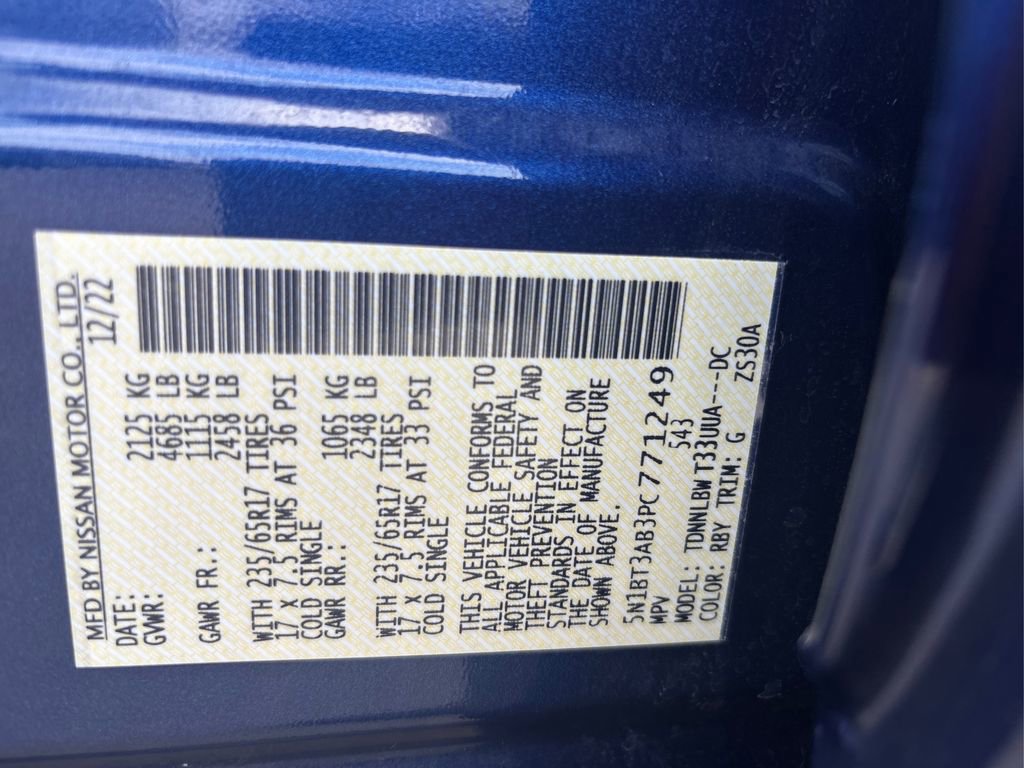 MFD BY NISSAN MOTOR CO., LTD.
DATE: 12/22
GVWR: 2125 KG
4685 LB
GAWR FR.: 1115 KG
2458 LB
WITH 235/65R17 TIRES
17 x 7.5 RIMS AT 36 PSI
COLD SINGLE
GAWR RR.: 1065 KG
2348 LB
WITH 235/65R17 TIRES
17 x 7.5 RIMS AT 33 PSI
COLD SINGLE
THIS VEHICLE CONFORMS TO
ALL APPLICABLE FEDERAL
MOTOR VEHICLE SAFETY AND
THEFT PREVENTION
STANDARDS IN EFFECT ON
THE DATE OF MANUFACTURE
SHOWN ABOVE.
5N1BT3AB3PC771249
MPV 543
MODEL: TDNNLBWT33UUA---DC
COLOR: RBY TRIM: G ZS30A